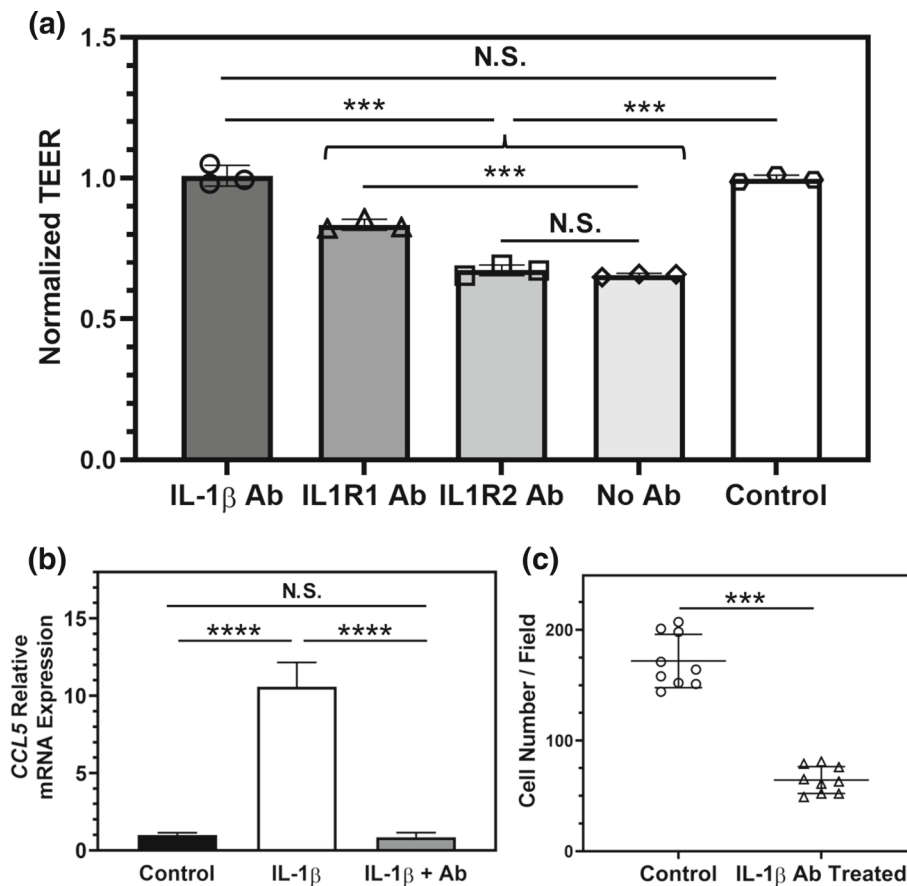 (a)
1.5
1.0
0.5
0.0
Normalized TEER
N.S.
*** ***
***
N.S.
IL-1β Ab IL1R1 Ab IL1R2 Ab No Ab Control
(b)
15
10
5
0
CCL5 Relative
mRNA Expression
N.S.
**** ****
Control IL-1β IL-1β + Ab
(c)
200
100
0
Cell Number / Field
***
Control IL-1β Ab Treated